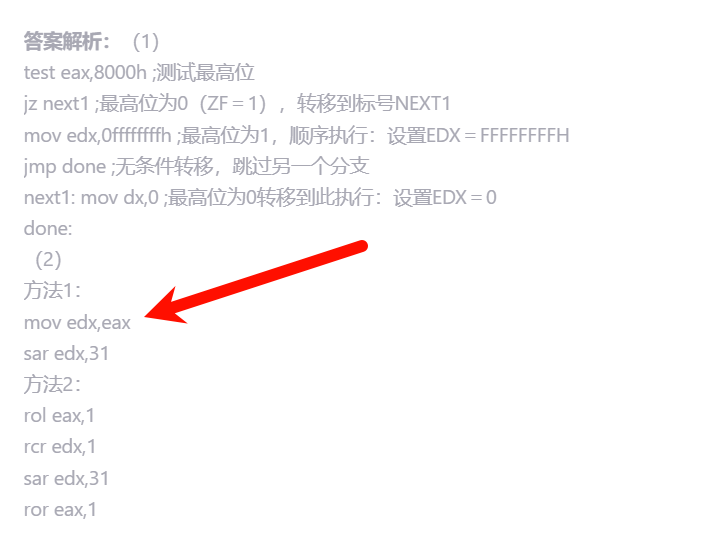 答案解析：（1）
test eax,8000h ;测试最高位
jz next1 ;最高位为0（ZF＝1），转移到标号NEXT1
mov edx,0ffffffffh ;最高位为1，顺序执行：设置EDX＝FFFFFFFFH
jmp done ;无条件转移，跳过另一个分支
next1: mov dx,0 ;最高位为0转移到此执行：设置EDX＝0
done:
（2）
方法1：
mov edx,eax
sar edx,31
方法2：
rol eax,1
rcr edx,1
sar edx,31
ror eax,1